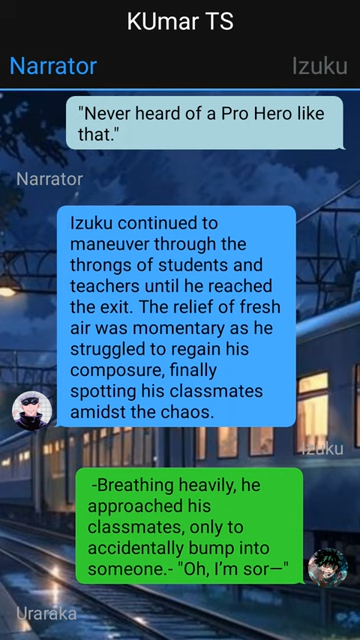 KUmar TS
Narrator Izuku
"Never heard of a Pro Hero like
that."
Narrator
Izuku continued to
maneuver through the
throngs of students and
teachers until he reached
the exit. The relief of fresh
air was momentary as he
struggled to regain his
composure, finally
spotting his classmates
amidst the chaos.
Izuku
-Breathing heavily, he
approached his
classmates, only to
accidentally bump into
someone.- "Oh, I'm sor—"
Uraraka